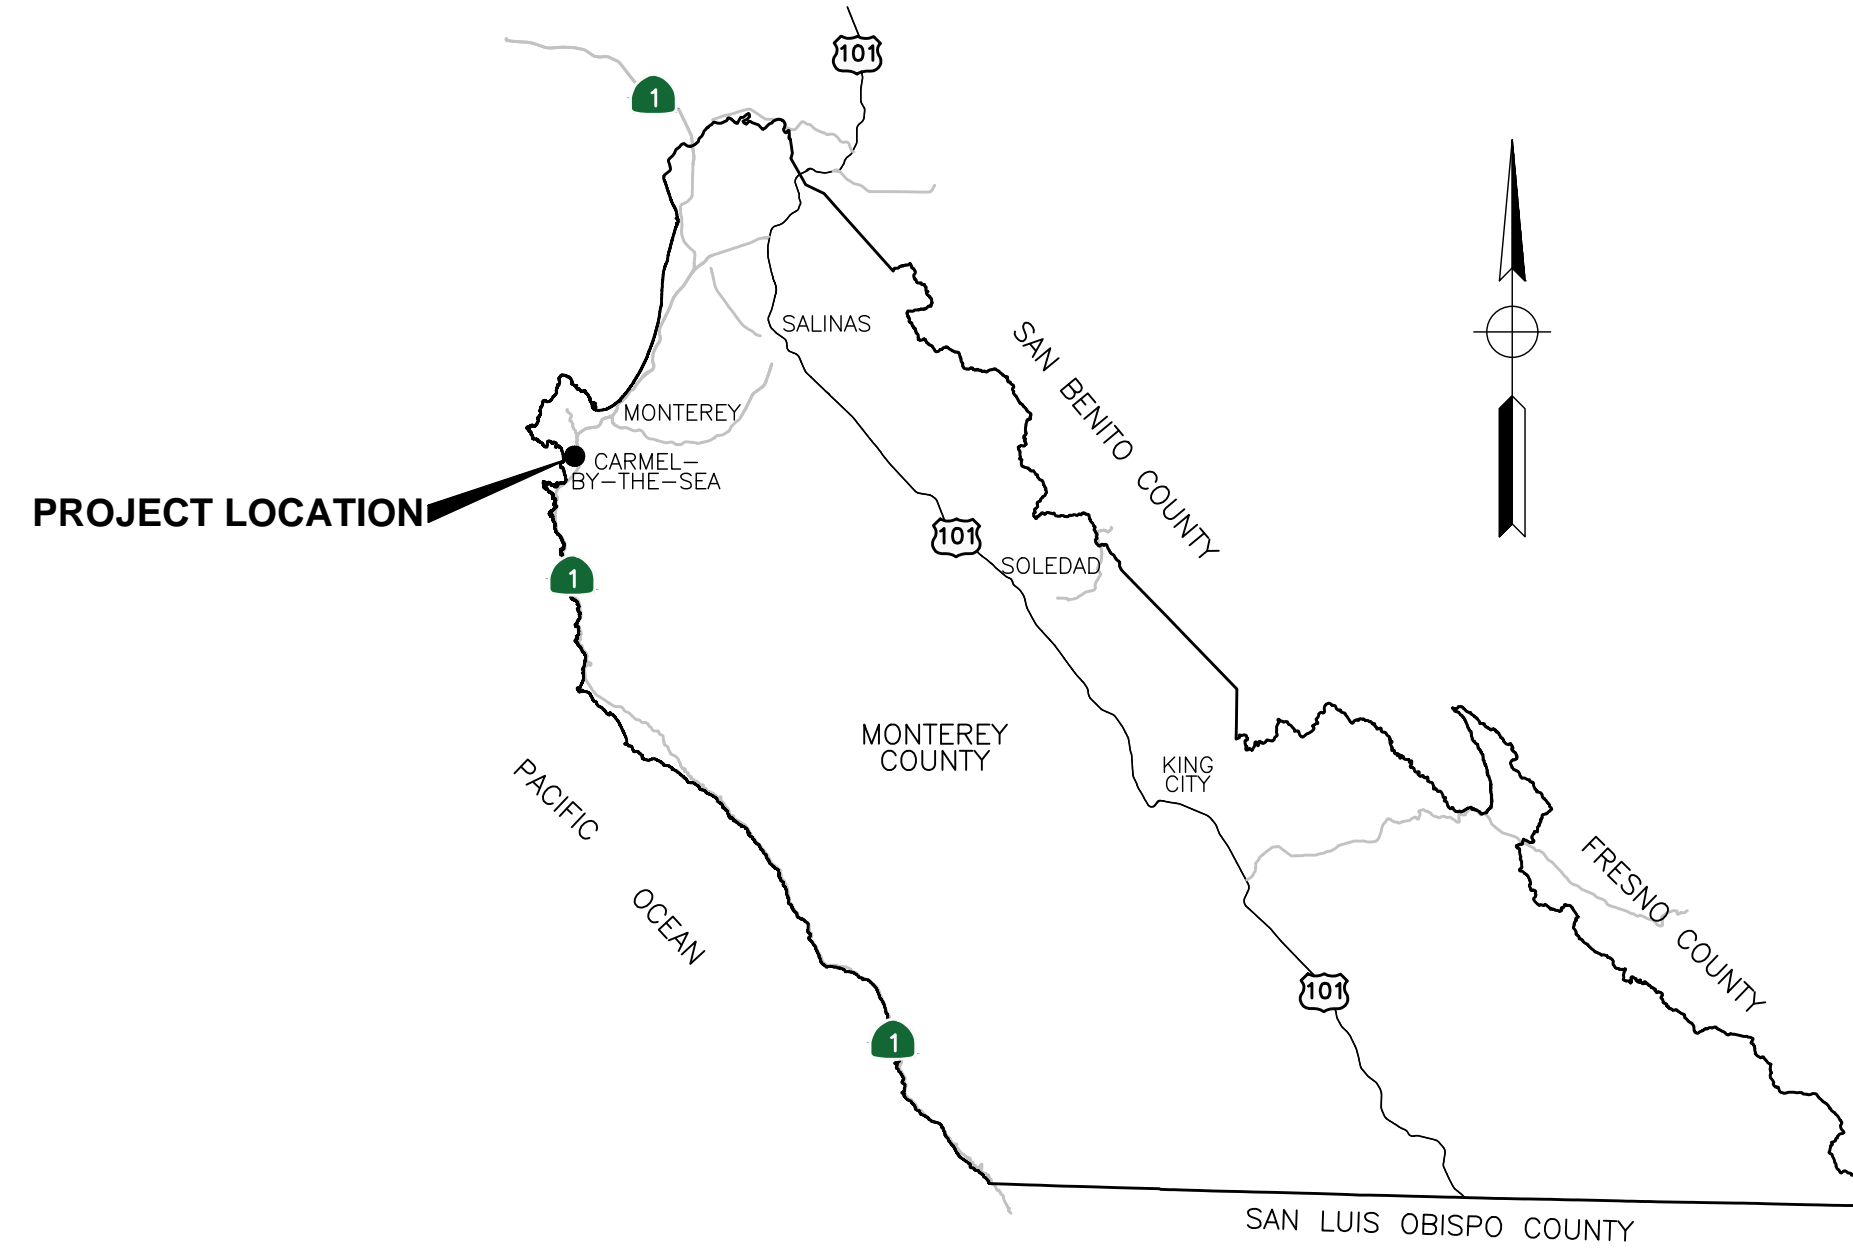 101
1
SALINAS
SAN BENITO COUNTY
MONTEREY
CARMEL-
BY-THE-SEA
PROJECT LOCATION
101
SOLEDAD
1
MONTEREY
COUNTY
KING
CITY
PACIFIC
OCEAN
FRESNO COUNTY
101
1
SAN LUIS OBISPO COUNTY